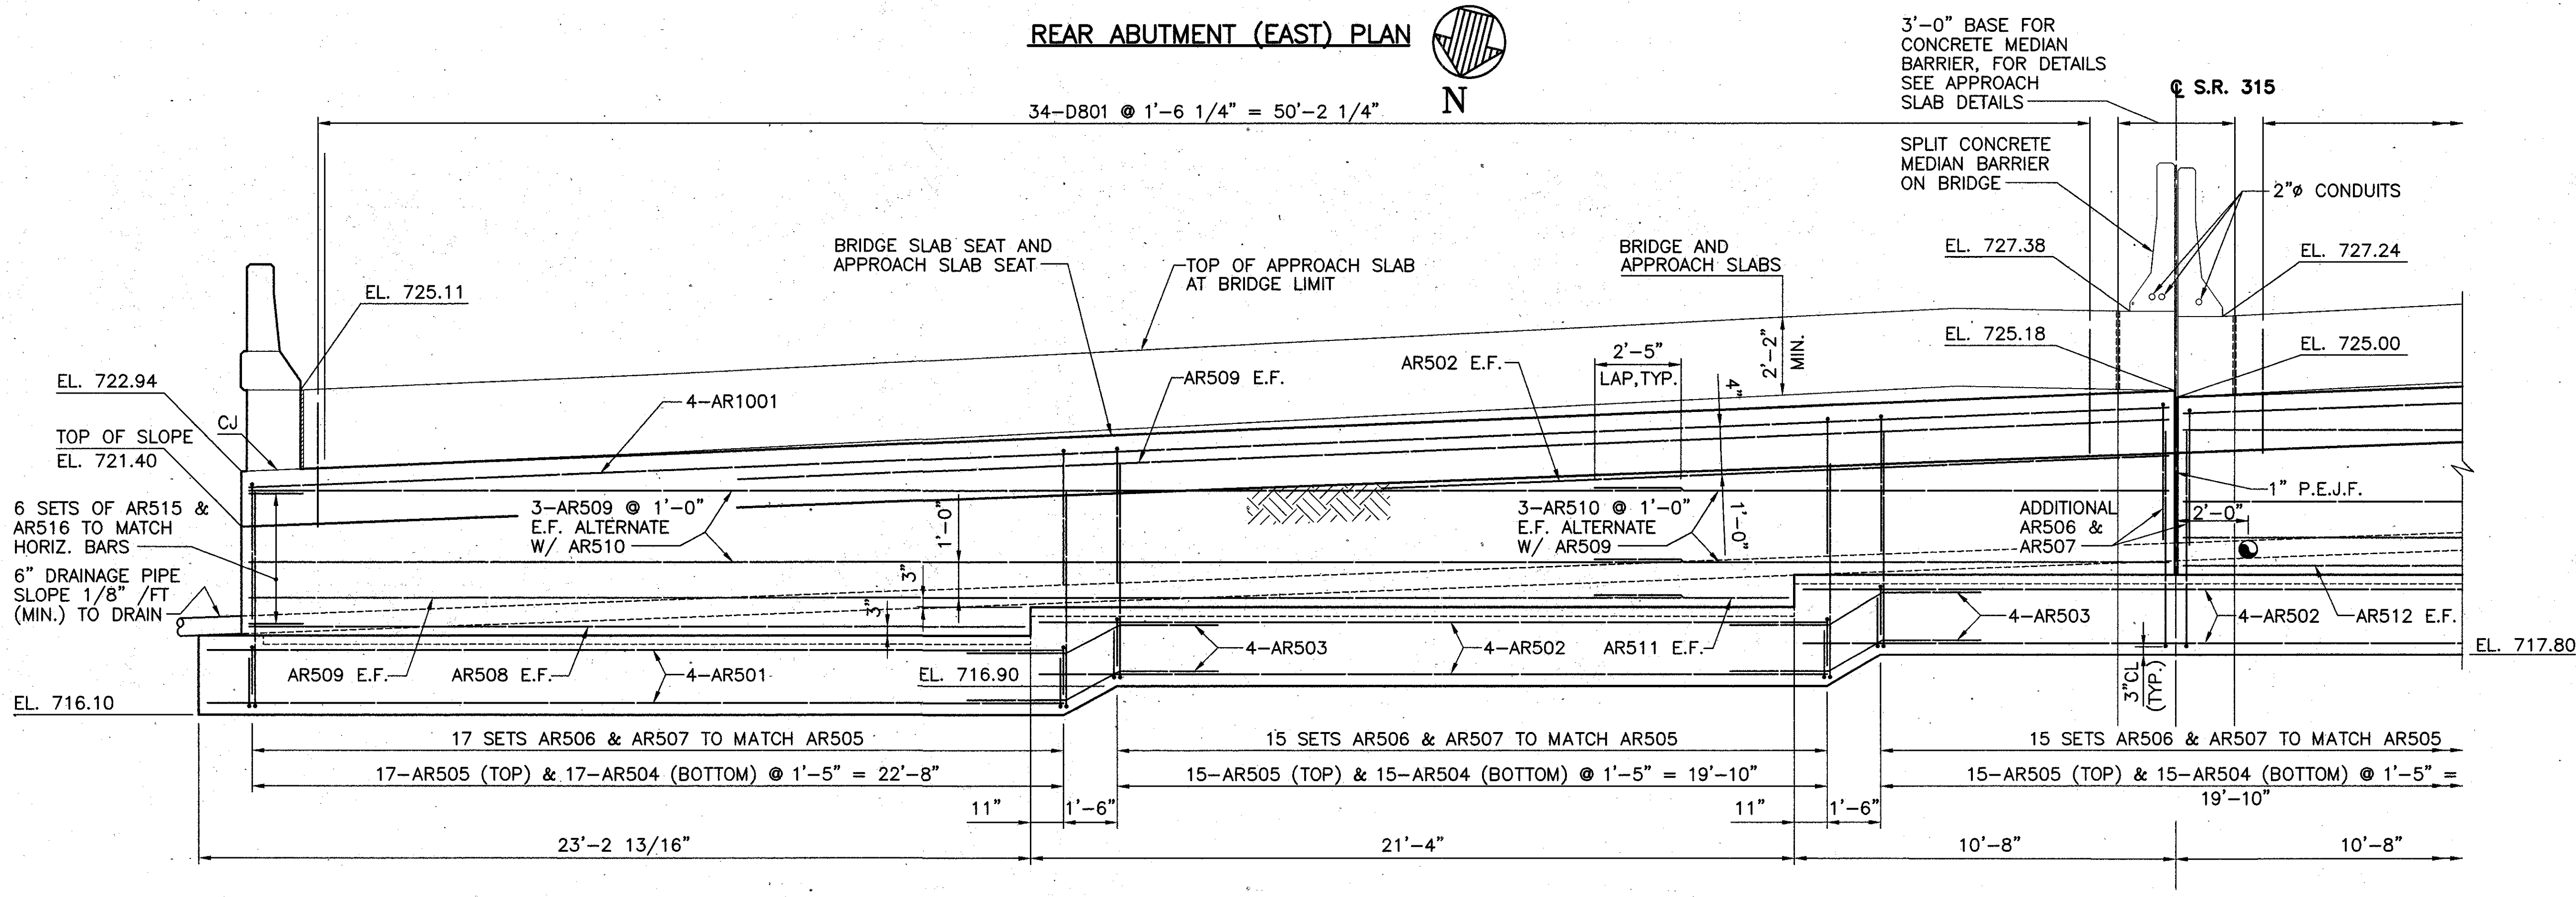 REAR ABUTMENT (EAST) PLAN
N
3'-0" BASE FOR
CONCRETE MEDIAN
BARRIER, FOR DETAILS
SEE APPROACH
SLAB DETAILS
℄ S.R. 315
34-D801 @ 1'-6 1/4" = 50'-2 1/4"
SPLIT CONCRETE
MEDIAN BARRIER
ON BRIDGE
2"ø CONDUITS
BRIDGE SLAB SEAT AND
APPROACH SLAB SEAT
TOP OF APPROACH SLAB
AT BRIDGE LIMIT
BRIDGE AND
APPROACH SLABS
EL. 727.38
EL. 727.24
EL. 725.11
2'-2"
MIN.
EL. 725.18
EL. 725.00
EL. 722.94
4-AR1001
AR509 E.F.
AR502 E.F.
2'-5"
LAP,TYP.
4"
CJ
TOP OF SLOPE
EL. 721.40
6 SETS OF AR515 &
AR516 TO MATCH
HORIZ. BARS
3-AR509 @ 1'-0"
E.F. ALTERNATE
W/ AR510
1'-0"
3-AR510 @ 1'-0"
E.F. ALTERNATE
W/ AR509
1'-0"
ADDITIONAL
AR506 &
AR507
1" P.E.J.F.
2'-0"
6" DRAINAGE PIPE
SLOPE 1/8" /FT
(MIN.) TO DRAIN
3"
3"
AR509 E.F.
AR508 E.F.
4-AR501
EL. 716.90
4-AR503
4-AR502
AR511 E.F.
4-AR503
4-AR502
AR512 E.F.
EL. 717.80
3"CL
(TYP.)
EL. 716.10
17 SETS AR506 & AR507 TO MATCH AR505
15 SETS AR506 & AR507 TO MATCH AR505
15 SETS AR506 & AR507 TO MATCH AR505
17-AR505 (TOP) & 17-AR504 (BOTTOM) @ 1'-5" = 22'-8"
15-AR505 (TOP) & 15-AR504 (BOTTOM) @ 1'-5" = 19'-10"
15-AR505 (TOP) & 15-AR504 (BOTTOM) @ 1'-5" =
19'-10"
11"
1'-6"
11"
1'-6"
23'-2 13/16"
21'-4"
10'-8"
10'-8"